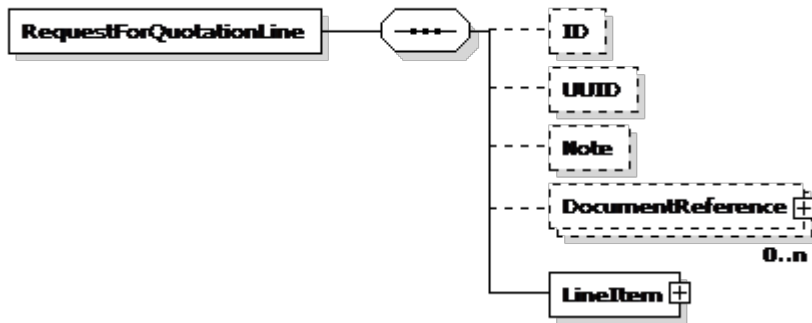 RequestForQuotationLine
ID
UUID
Note
DocumentReference
0..n
LineItem